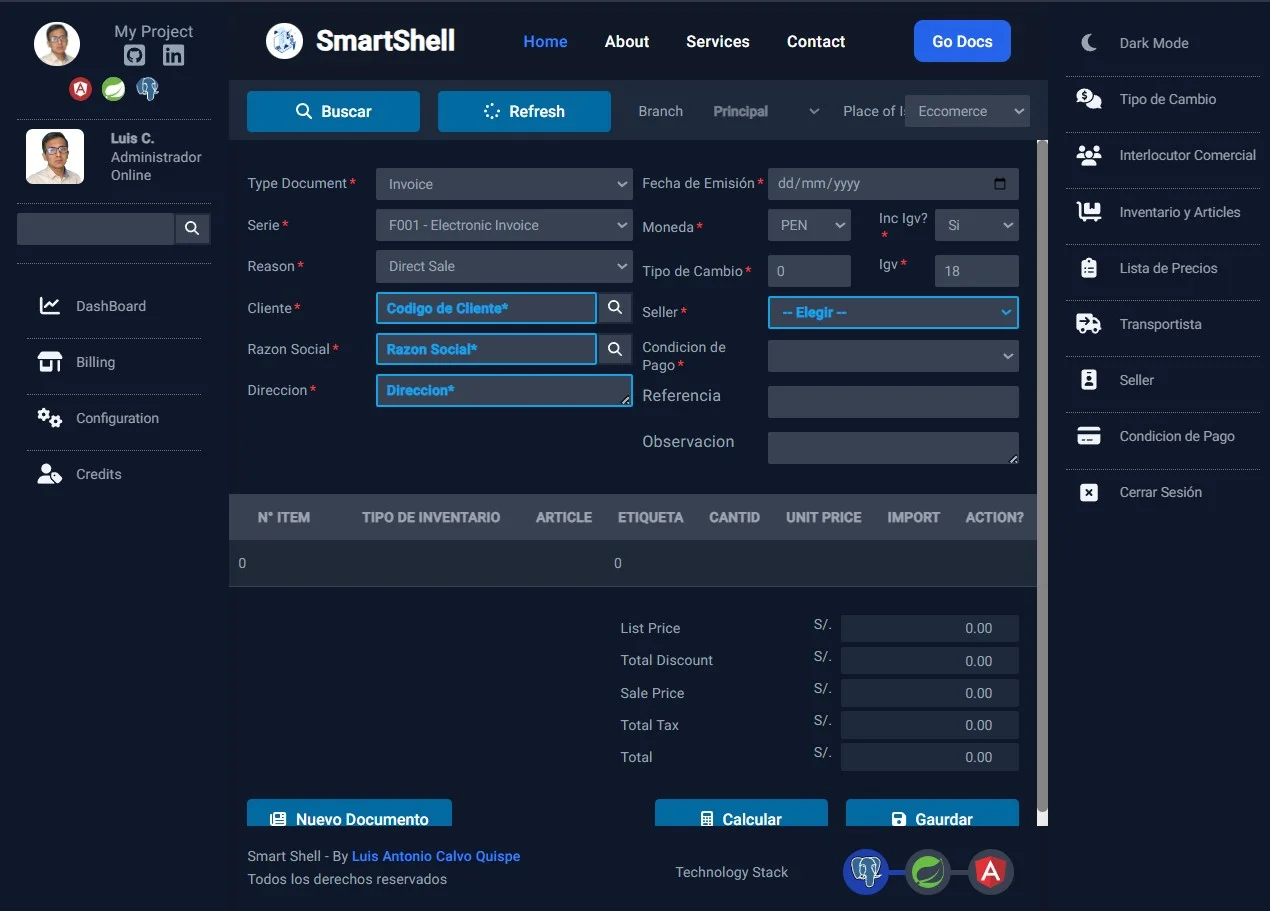 My Project
Luis C.
Administrador
Online
DashBoard
Billing
Configuration
Credits
SmartShell
Home About Services Contact Go Docs
Buscar Refresh Branch Principal Place of Is Eccomerce
Type Document* Invoice Fecha de Emisión* dd/mm/yyyy
Serie* F001 - Electronic Invoice Moneda* PEN Inc Igv?* Si
Reason* Direct Sale Tipo de Cambio* 0 Igv* 18
Cliente* Codigo de Cliente* Seller* -- Elegir --
Razon Social* Razon Social* Condicion de
Pago*
Direccion* Direccion* Referencia
Observacion
N° ITEM TIPO DE INVENTARIO ARTICLE ETIQUETA CANTID UNIT PRICE IMPORT ACTION?
0 0
List Price S/. 0.00
Total Discount S/. 0.00
Sale Price S/. 0.00
Total Tax S/. 0.00
Total S/. 0.00
Nuevo Documento Calcular Gaurdar
Smart Shell - By Luis Antonio Calvo Quispe
Todos los derechos reservados
Technology Stack
Dark Mode
Tipo de Cambio
Interlocutor Comercial
Inventario y Articles
Lista de Precios
Transportista
Seller
Condicion de Pago
Cerrar Sesión